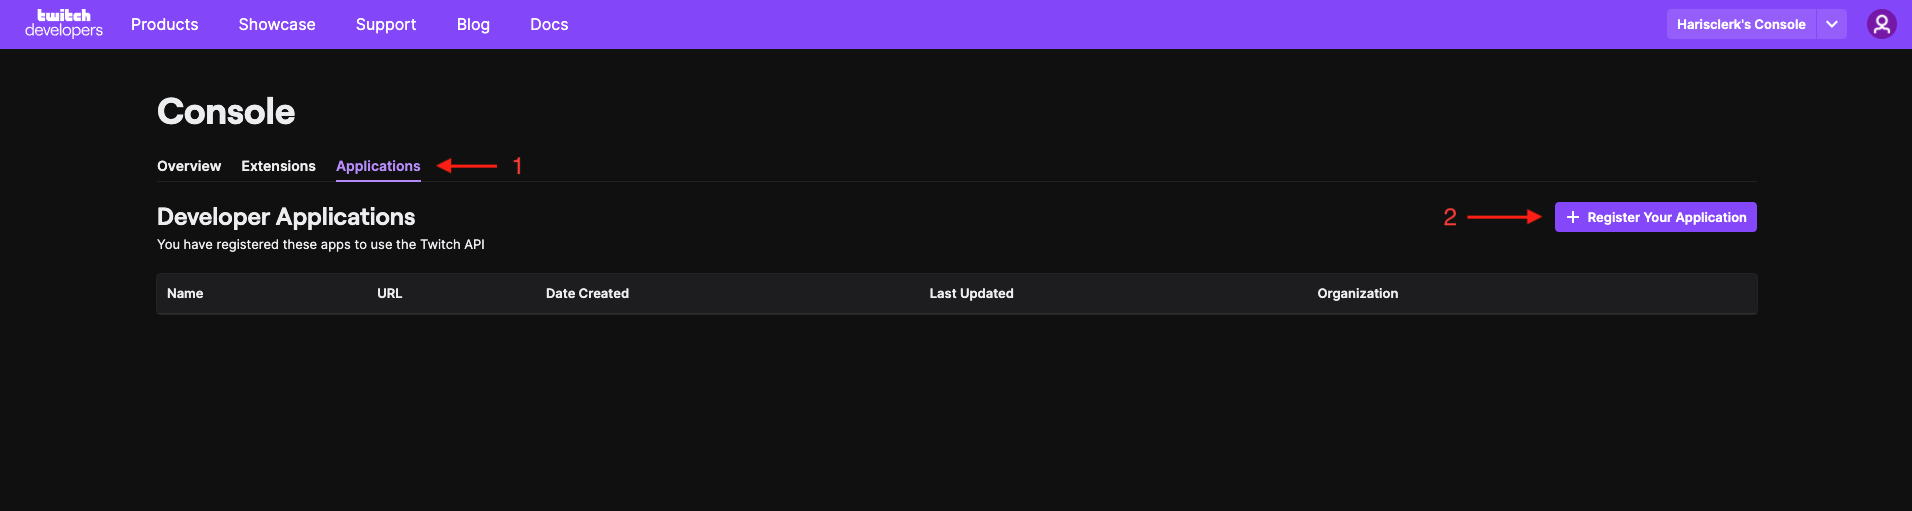 twitch
developers
Products Showcase Support Blog Docs
Harisclerk's Console
Console
Overview Extensions Applications
1
Developer Applications
2
+ Register Your Application
You have registered these apps to use the Twitch API
Name URL Date Created Last Updated Organization